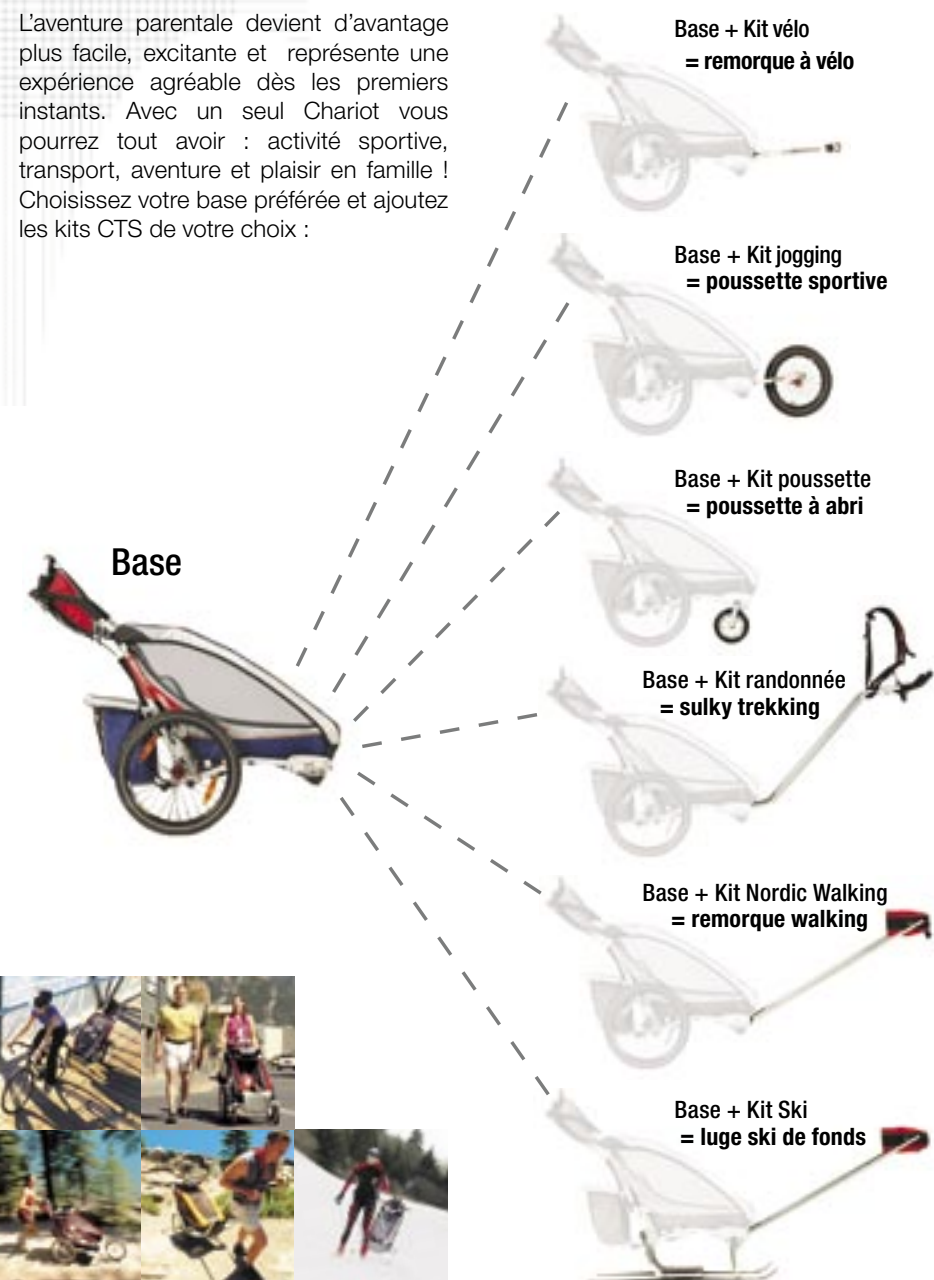 L’aventure parentale devient d’avantage
plus facile, excitante et représente une
expérience agréable dès les premiers
instants. Avec un seul Chariot vous
pourrez tout avoir : activité sportive,
transport, aventure et plaisir en famille !
Choisissez votre base préférée et ajoutez
les kits CTS de votre choix :
Base + Kit vélo
= remorque à vélo
Base + Kit jogging
= poussette sportive
Base + Kit poussette
= poussette à abri
Base
Base + Kit randonnée
= sulky trekking
Base + Kit Nordic Walking
= remorque walking
Base + Kit Ski
= luge ski de fonds